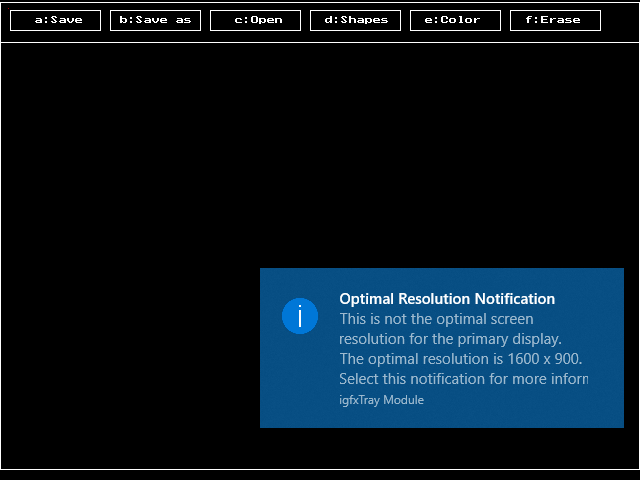 a:Save b:Save as c:Open d:Shapes e:Color f:Erase
Optimal Resolution Notification
This is not the optimal screen
resolution for the primary display.
The optimal resolution is 1600 x 900.
Select this notification for more inforn
igfxTray Module